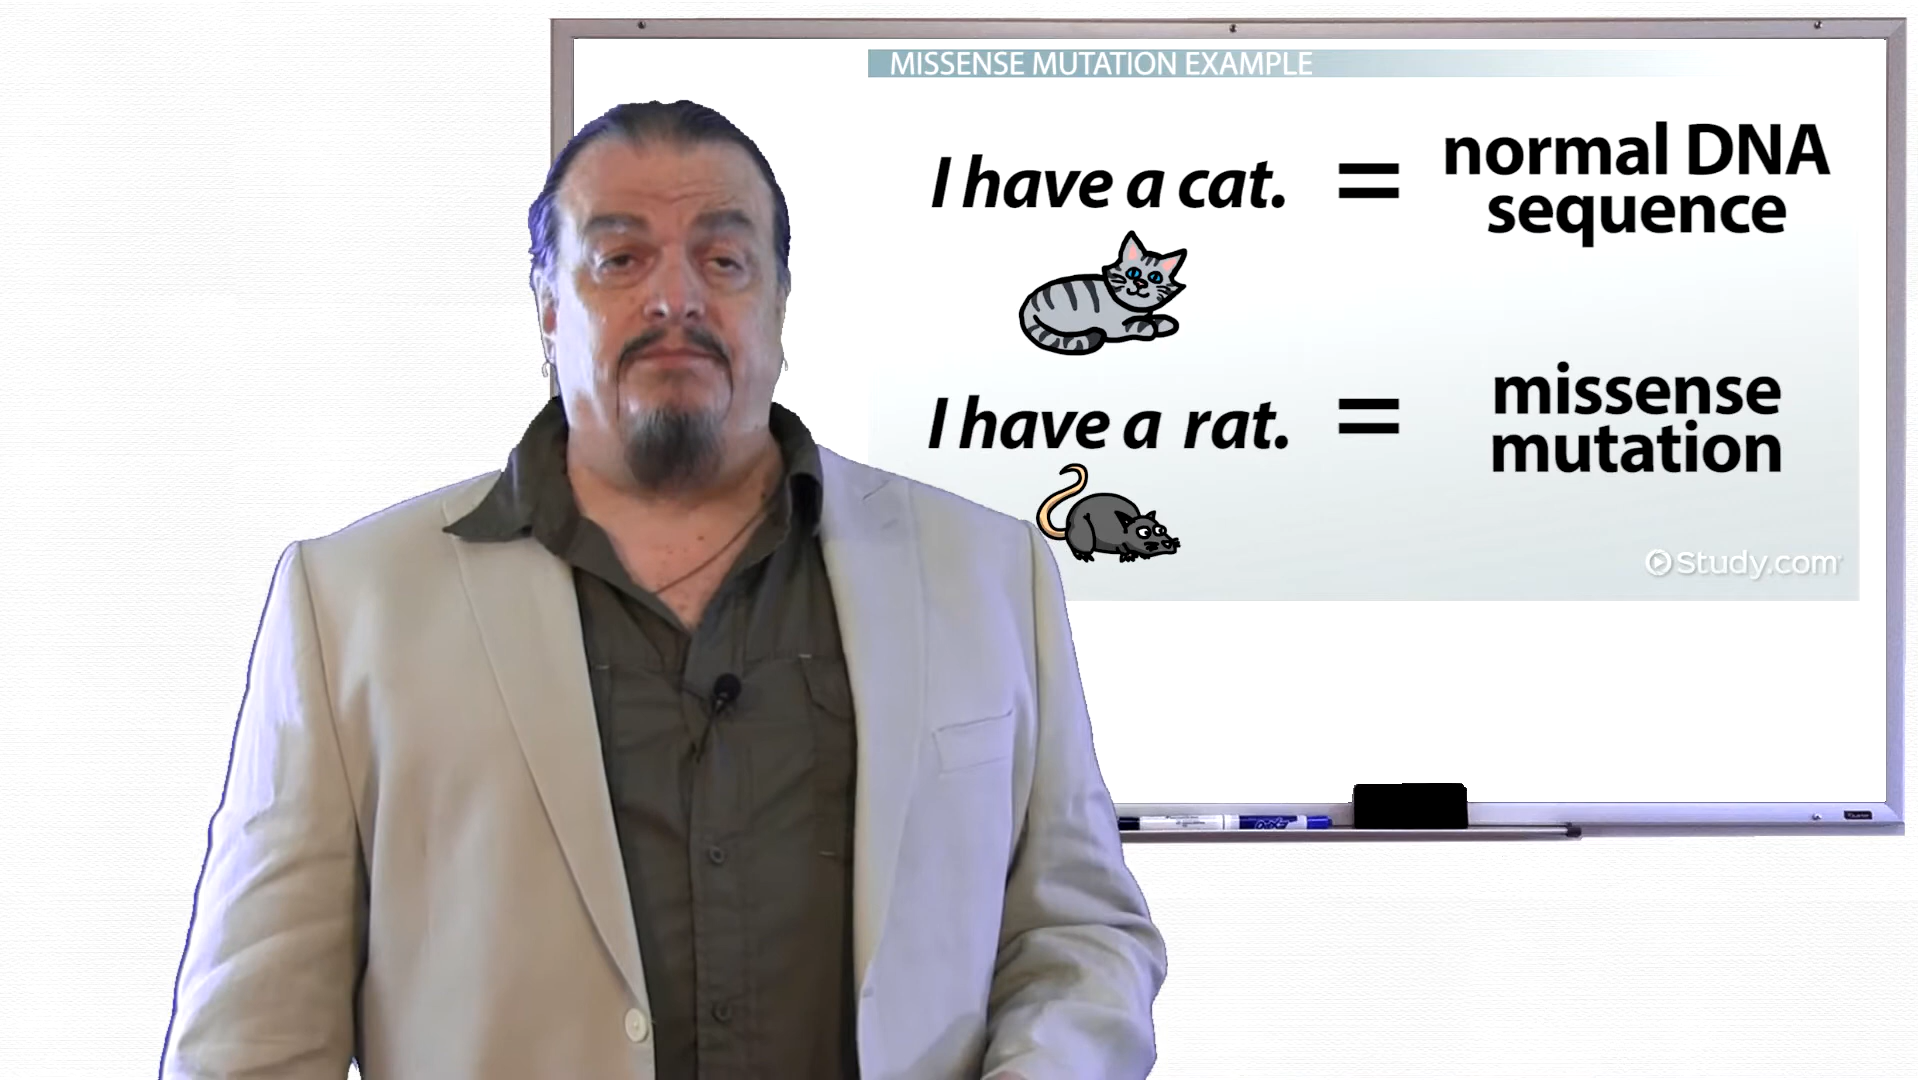 MISSENSE MUTATION EXAMPLE
I have a cat. = normal DNA
sequence
I have a rat. = missense
mutation
Study.com